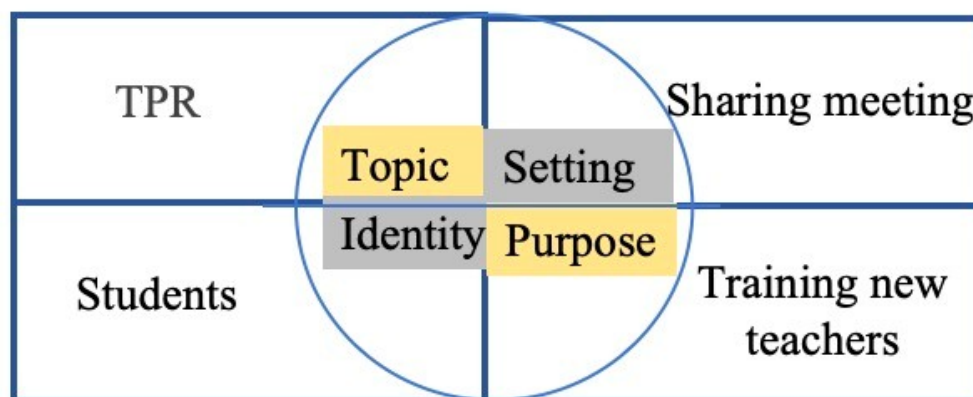 TPR
Sharing meeting
Topic
Setting
Identity
Purpose
Students
Training new
teachers